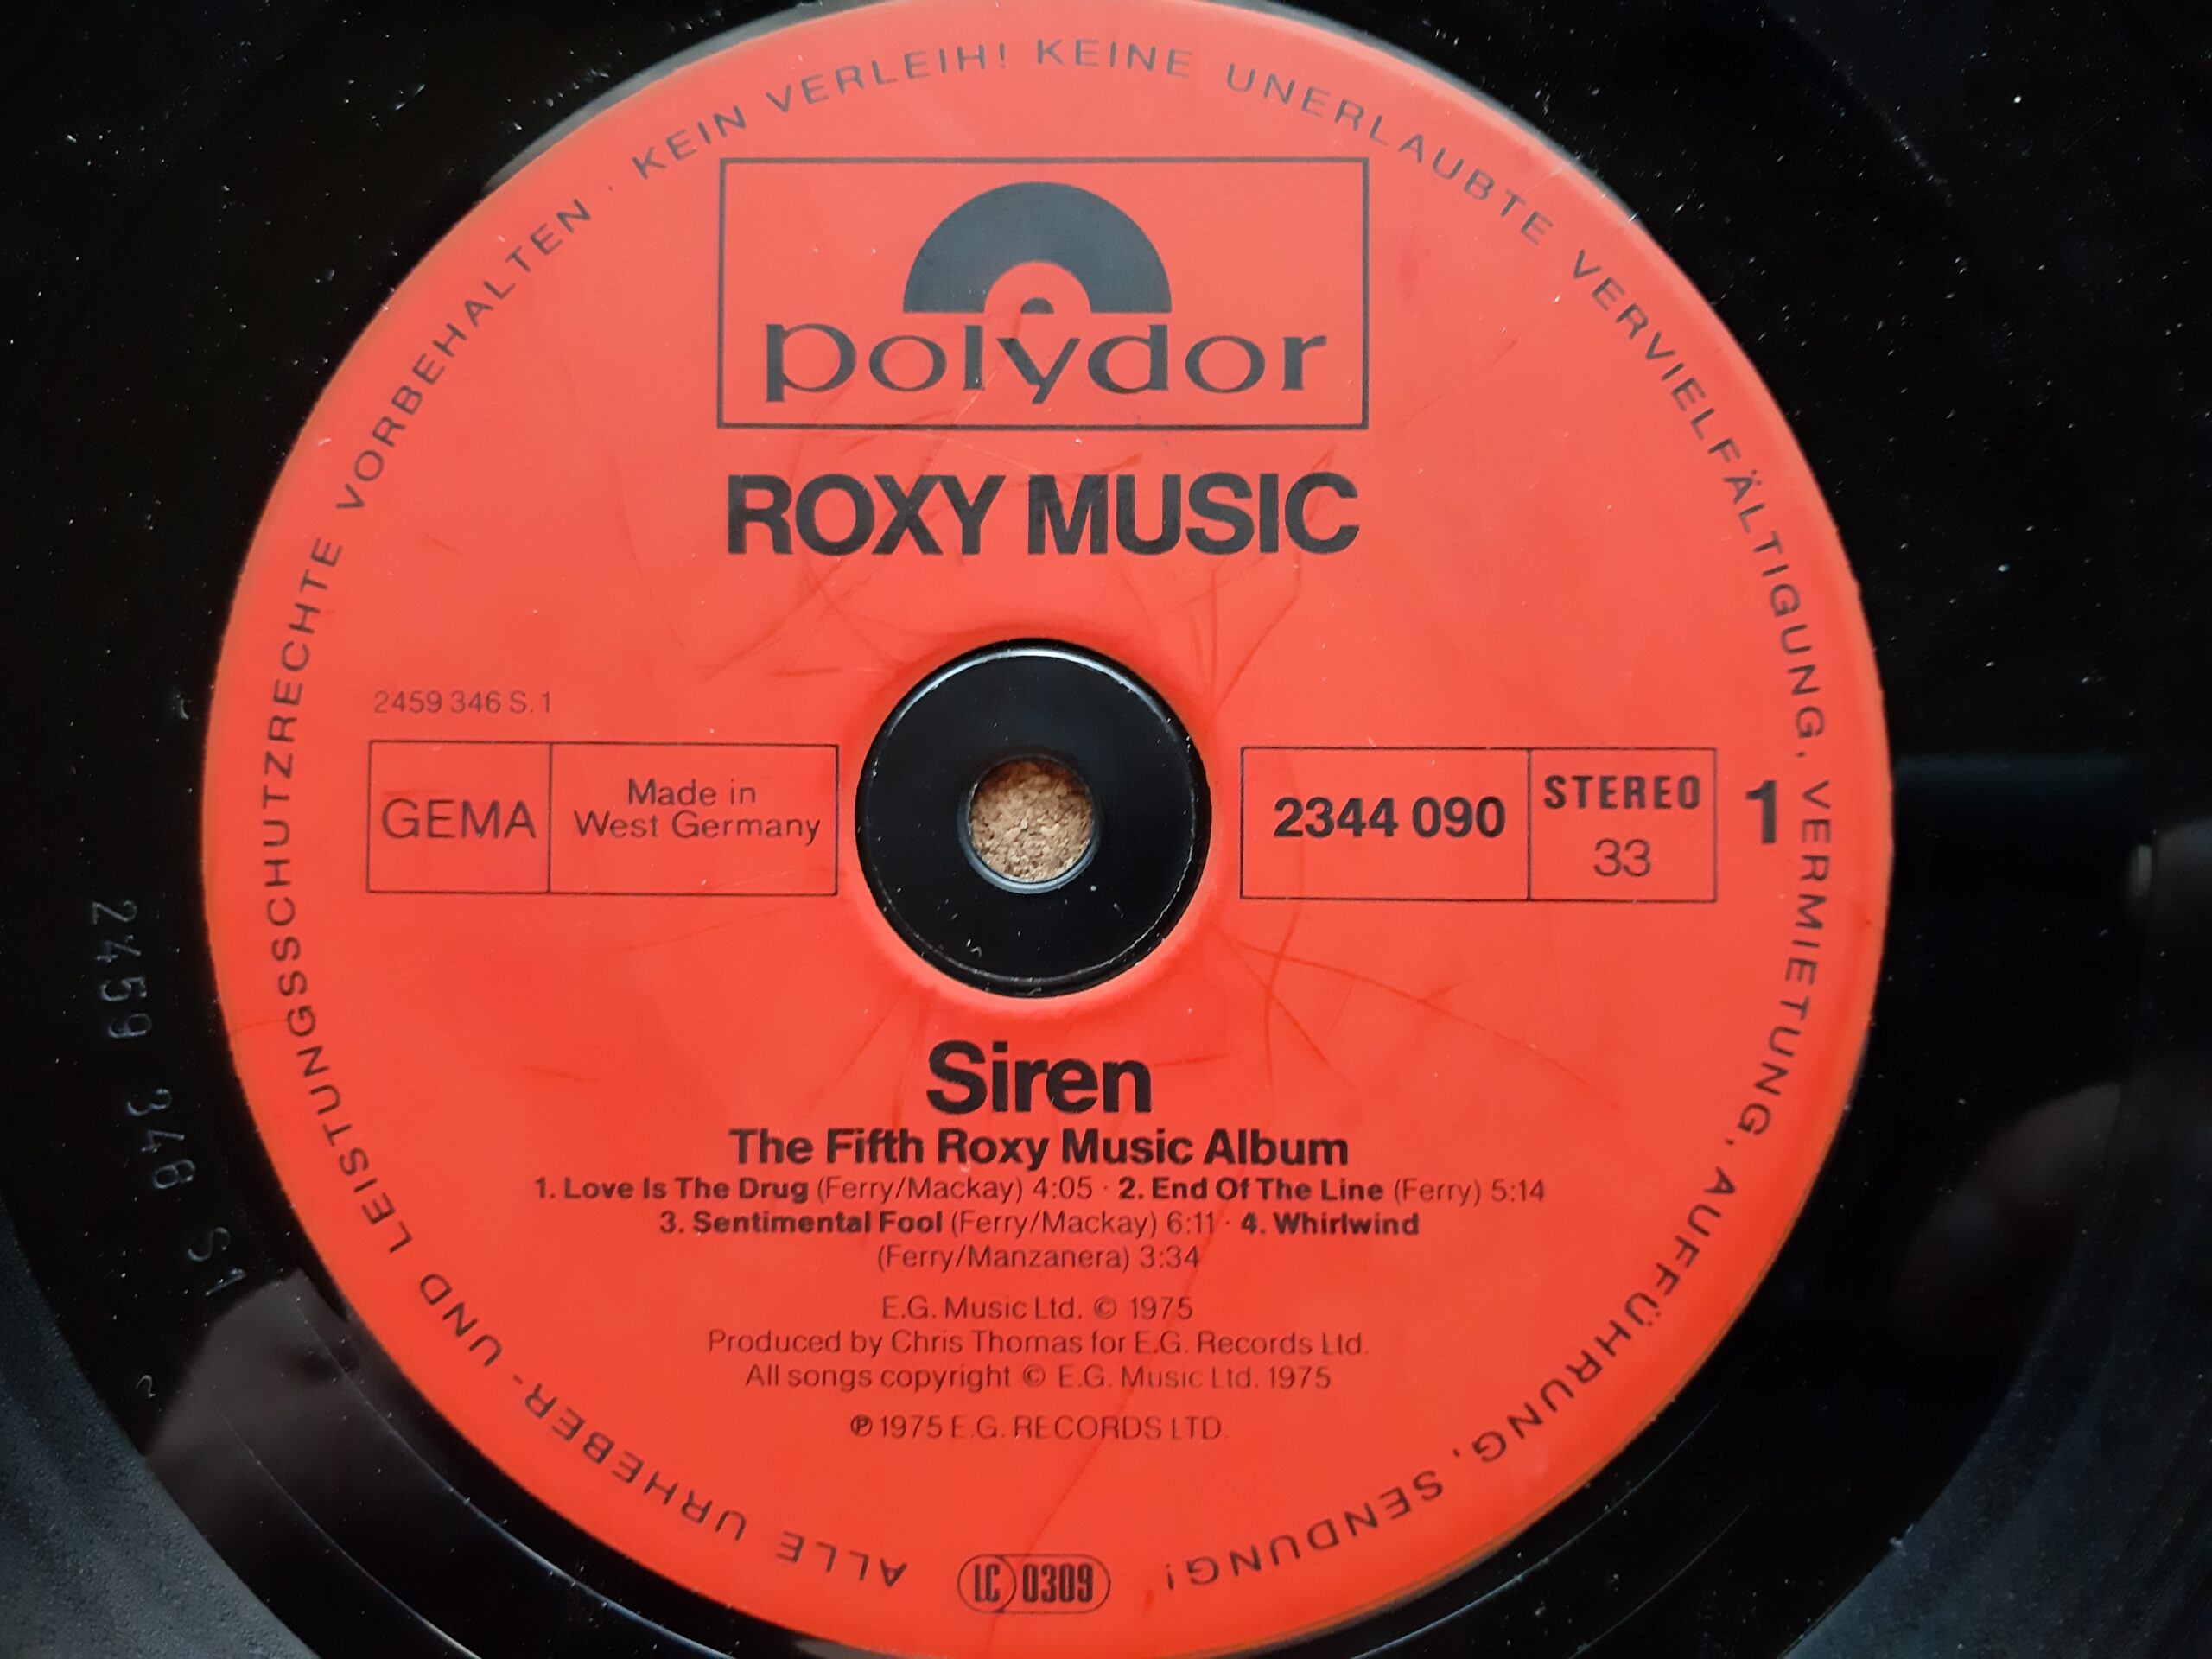 ALLE URHEBER- UND LEISTUNGSSCHUTZRECHTE VORBEHALTEN · KEIN VERLEIH! KEINE UNERLAUBTE VERVIELFÄLTIGUNG, VERMIETUNG, AUFFÜHRUNG, SENDUNG!
polydor
ROXY MUSIC
2459 346 S.1
GEMA
Made in
West Germany
2344 090
STEREO
33
1
Siren
The Fifth Roxy Music Album
1. Love Is The Drug (Ferry/Mackay) 4:05 · 2. End Of The Line (Ferry) 5:14
3. Sentimental Fool (Ferry/Mackay) 6:11 · 4. Whirlwind
(Ferry/Manzanera) 3:34
E.G. Music Ltd. © 1975
Produced by Chris Thomas for E.G. Records Ltd.
All songs copyright © E.G. Music Ltd. 1975
℗ 1975 E.G. RECORDS LTD.
LC 0309
2459 346 S1